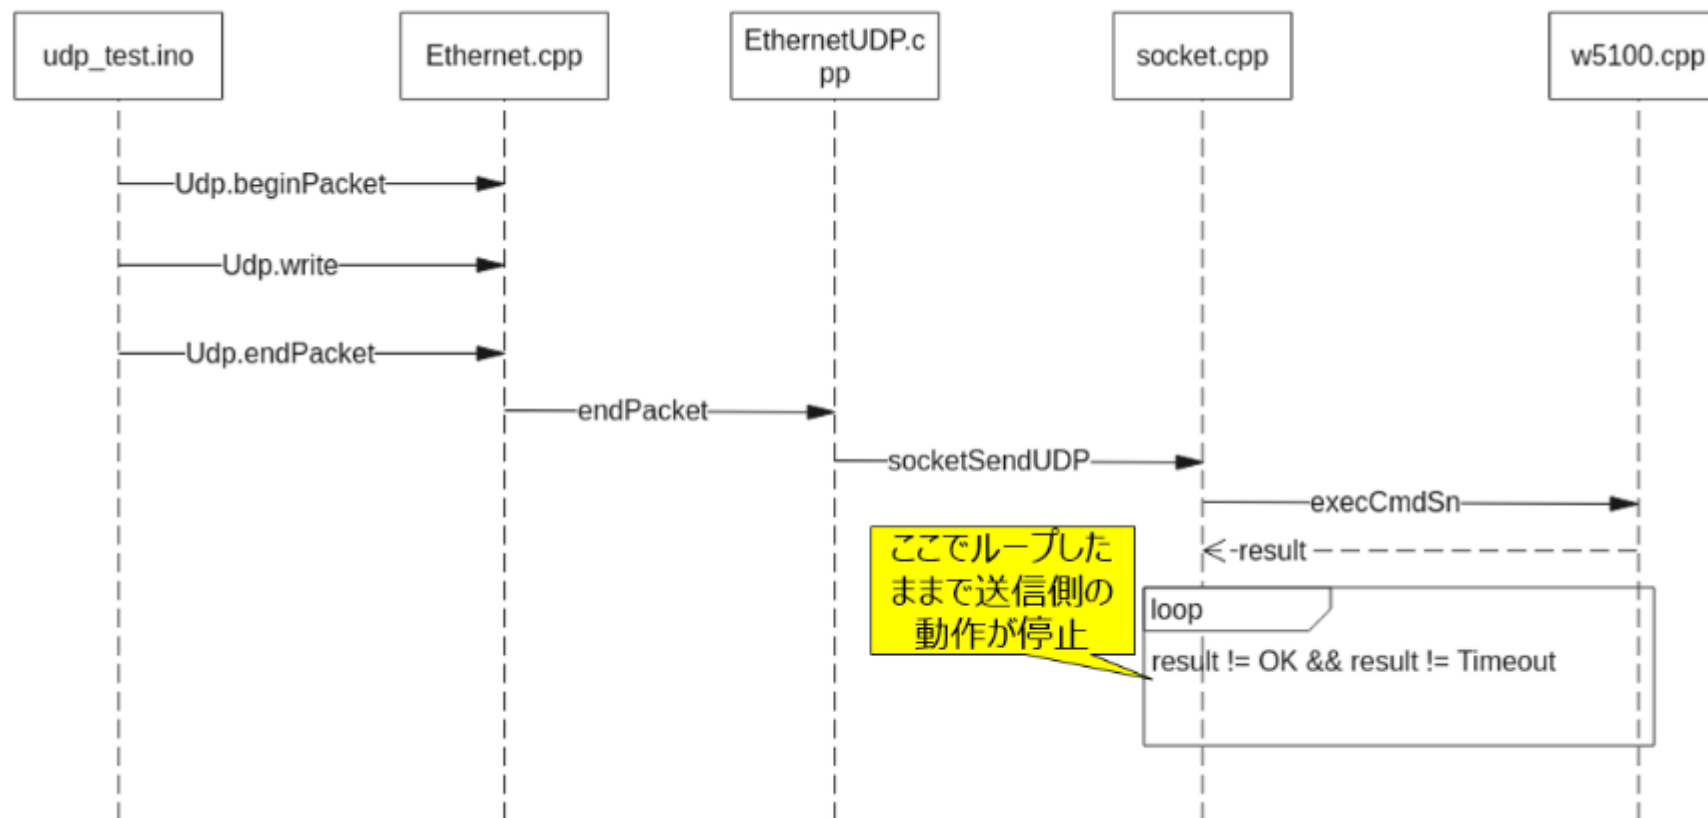 udp_test.ino
Ethernet.cpp
EthernetUDP.c
pp
socket.cpp
w5100.cpp
Udp.beginPacket
Udp.write
Udp.endPacket
endPacket
socketSendUDP
execCmdSn
result
ここでループした
ままで送信側の
動作が停止
loop
result != OK && result != Timeout